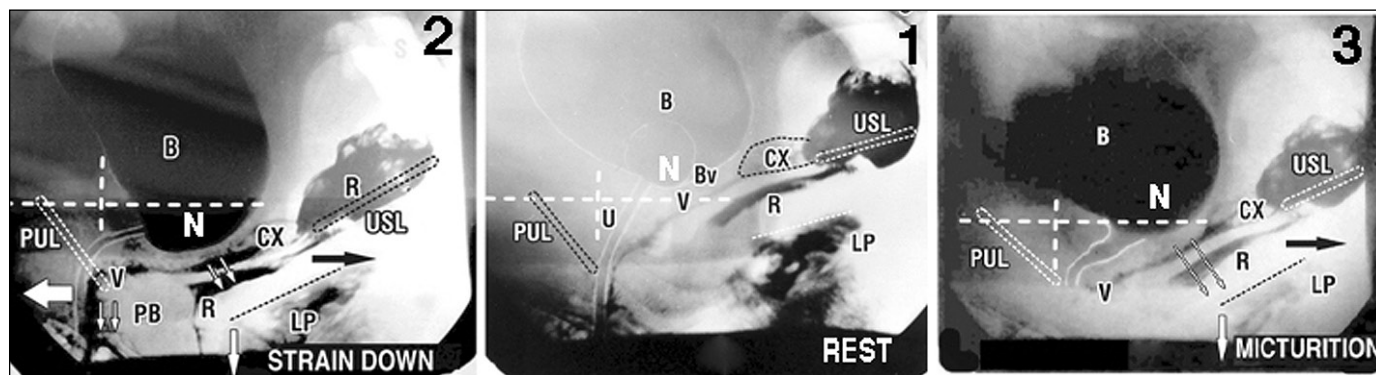 2
S
B
N
R
PUL
USL
CX
V
PB
R
LP
STRAIN DOWN
1
B
USL
CX
N
Bv
V
R
U
PUL
LP
REST
3
B
USL
N
CX
PUL
R
V
LP
MICTURITION